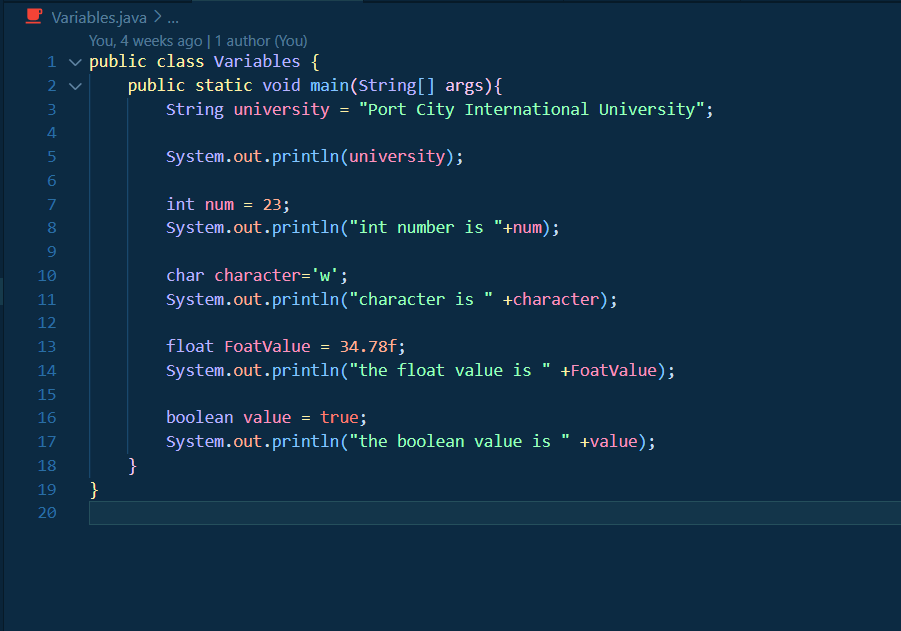 Variables.java > ...
You, 4 weeks ago | 1 author (You)
1 public class Variables {
2     public static void main(String[] args){
3         String university = "Port City International University";
4
5         System.out.println(university);
6
7         int num = 23;
8         System.out.println("int number is "+num);
9
10         char character='w';
11         System.out.println("character is " +character);
12
13         float FoatValue = 34.78f;
14         System.out.println("the float value is " +FoatValue);
15
16         boolean value = true;
17         System.out.println("the boolean value is " +value);
18     }
19 }
20